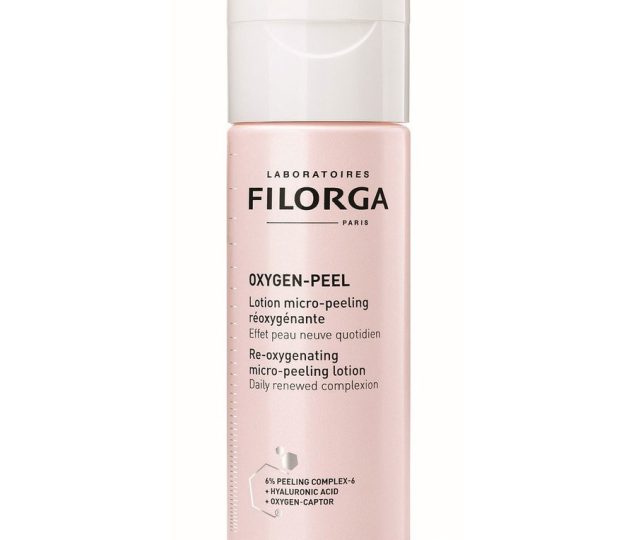 LABORATOIRES
FILORGA
PARIS
OXYGEN-PEEL
Lotion micro-peeling
réoxygénante
Effet peau neuve quotidien
Re-oxygenating
micro-peeling lotion
Daily renewed complexion
6% PEELING COMPLEX-6
+ HYALURONIC ACID
+ OXYGEN-CAPTOR